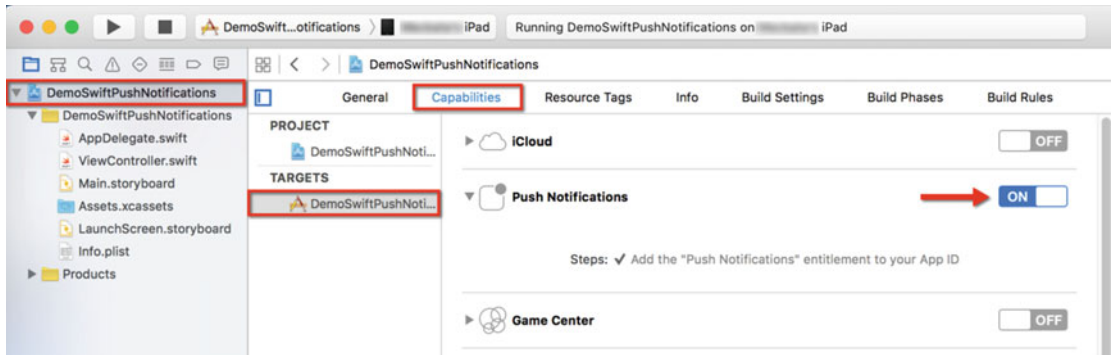 DemoSwift...otifications
iPad
Running DemoSwiftPushNotifications on
iPad
DemoSwiftPushNotifications
DemoSwiftPushNotifications
General
Capabilities
Resource Tags
Info
Build Settings
Build Phases
Build Rules
DemoSwiftPushNotifications
AppDelegate.swift
ViewController.swift
Main.storyboard
Assets.xcassets
LaunchScreen.storyboard
Info.plist
Products
PROJECT
DemoSwiftPushNoti...
TARGETS
DemoSwiftPushNoti...
iCloud
OFF
Push Notifications
ON
Steps: ✓ Add the "Push Notifications" entitlement to your App ID
Game Center
OFF